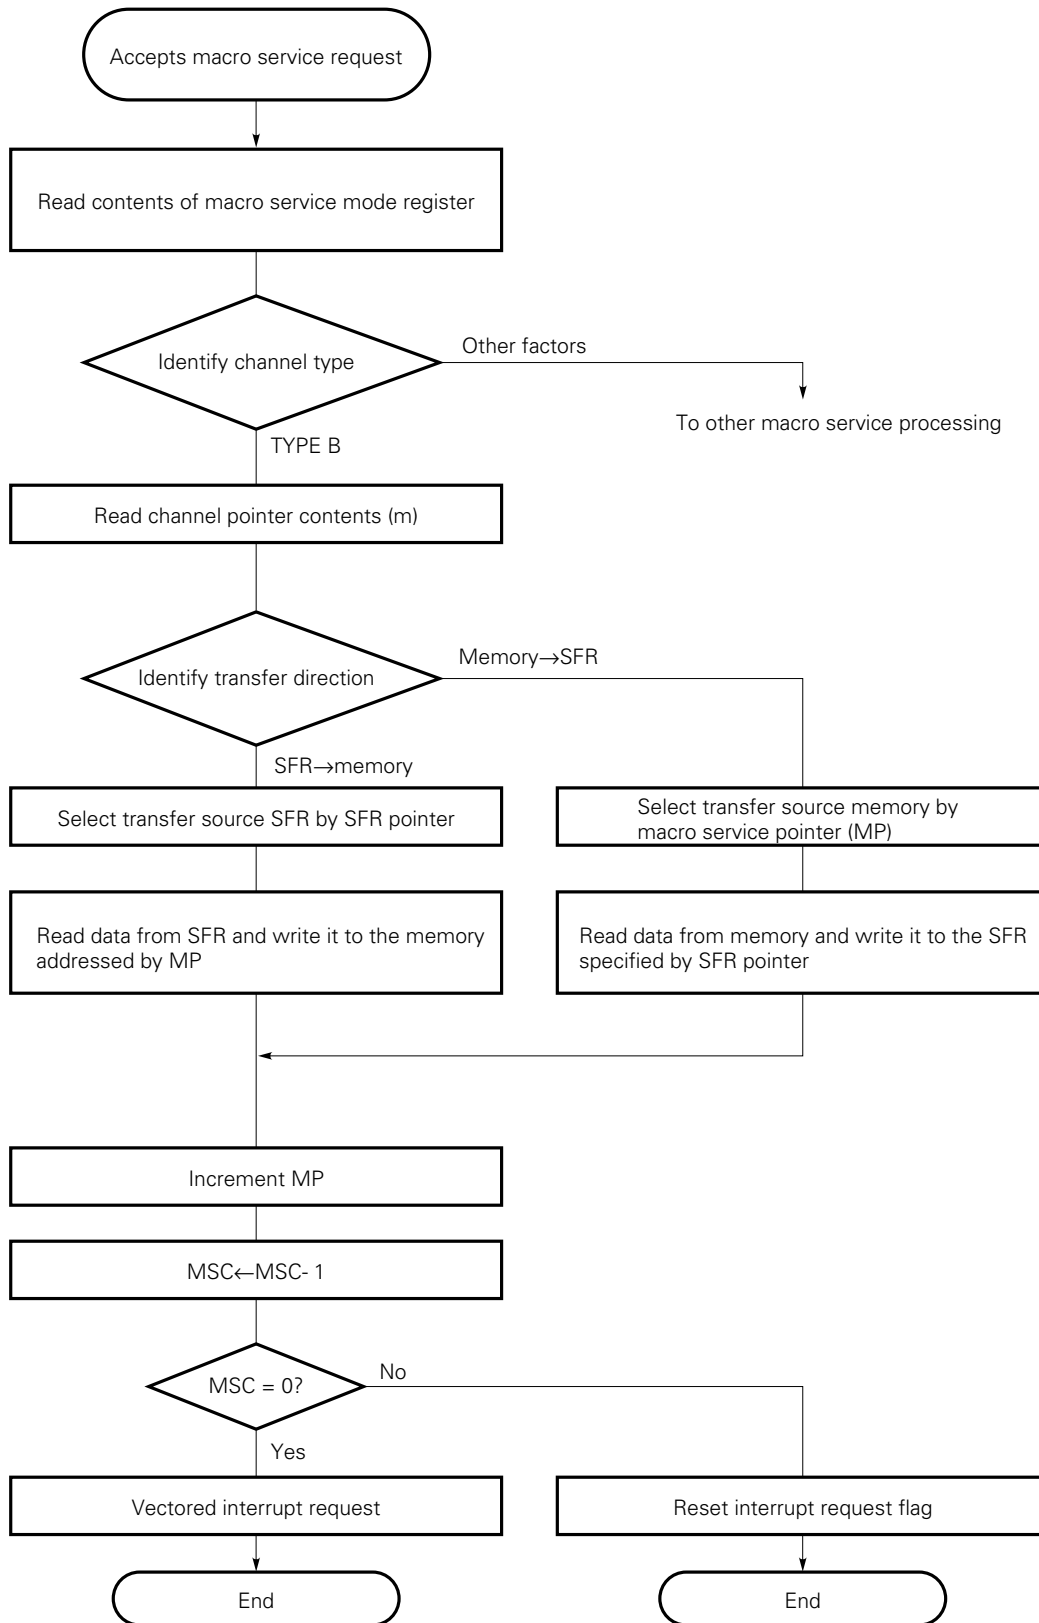 Accepts macro service request
Read contents of macro service mode register
Identify channel type
Other factors
To other macro service processing
TYPE B
Read channel pointer contents (m)
Identify transfer direction
Memory→SFR
SFR→memory
Select transfer source SFR by SFR pointer
Select transfer source memory by
macro service pointer (MP)
Read data from SFR and write it to the memory
addressed by MP
Read data from memory and write it to the SFR
specified by SFR pointer
Increment MP
MSC←MSC- 1
MSC = 0?
No
Yes
Vectored interrupt request
Reset interrupt request flag
End
End